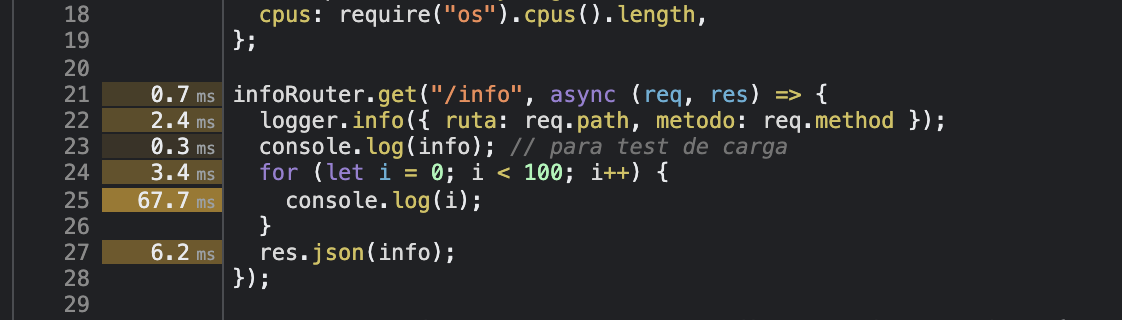 18 cpus: require("os").cpus().length,
19 };
20
21 0.7 ms infoRouter.get("/info", async (req, res) => {
22 2.4 ms logger.info({ ruta: req.path, metodo: req.method });
23 0.3 ms console.log(info); // para test de carga
24 3.4 ms for (let i = 0; i < 100; i++) {
25 67.7 ms console.log(i);
26 }
27 6.2 ms res.json(info);
28 });
29